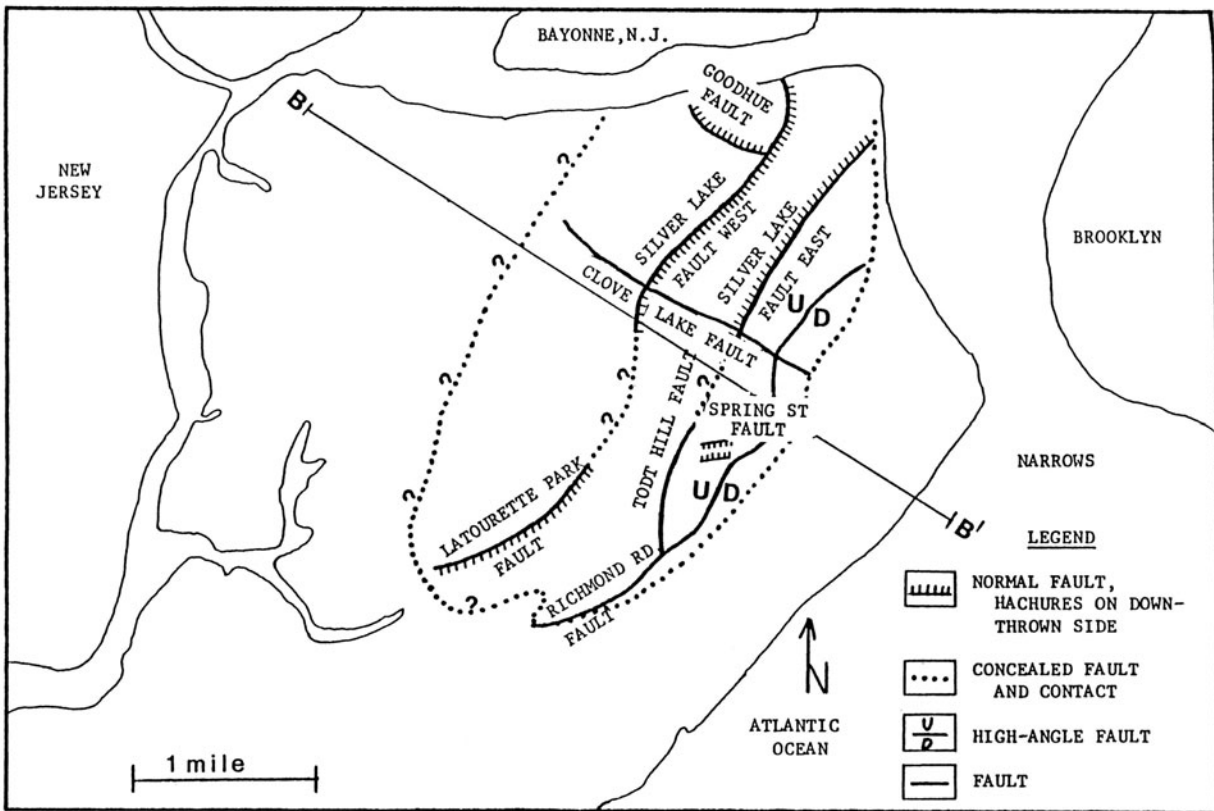 BAYONNE, N.J.
GOODHUE
FAULT
B
NEW
JERSEY
SILVER LAKE
FAULT WEST
SILVER LAKE
FAULT EAST
BROOKLYN
?
?
?
?
CLOVE LAKE FAULT
U
D
?
?
?
?
TODT HILL FAULT
SPRING ST
FAULT
U
D
LATOURETTE PARK
FAULT
?
RICHMOND RD
FAULT
NARROWS
B'
LEGEND
NORMAL FAULT,
HACHURES ON DOWN-
THROWN SIDE
CONCEALED FAULT
AND CONTACT
U
D
HIGH-ANGLE FAULT
FAULT
N
ATLANTIC
OCEAN
1 mile